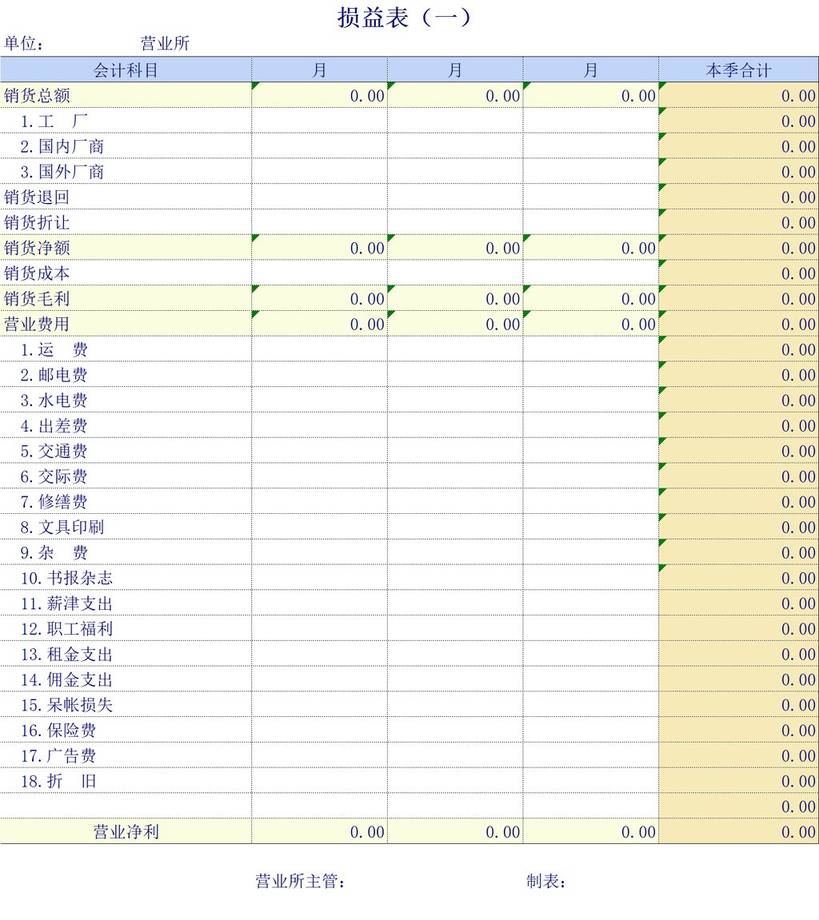 损益表（一）
单位： 营业所
会计科目 月 月 月 本季合计
销货总额 0.00 0.00 0.00 0.00
1.工 厂 0.00
2.国内厂商 0.00
3.国外厂商 0.00
销货退回 0.00
销货折让 0.00
销货净额 0.00 0.00 0.00 0.00
销货成本 0.00
销货毛利 0.00 0.00 0.00 0.00
营业费用 0.00 0.00 0.00 0.00
1.运 费 0.00
2.邮电费 0.00
3.水电费 0.00
4.出差费 0.00
5.交通费 0.00
6.交际费 0.00
7.修缮费 0.00
8.文具印刷 0.00
9.杂 费 0.00
10.书报杂志 0.00
11.薪津支出 0.00
12.职工福利 0.00
13.租金支出 0.00
14.佣金支出 0.00
15.呆帐损失 0.00
16.保险费 0.00
17.广告费 0.00
18.折 旧 0.00
0.00
营业净利 0.00 0.00 0.00 0.00
营业所主管： 制表：